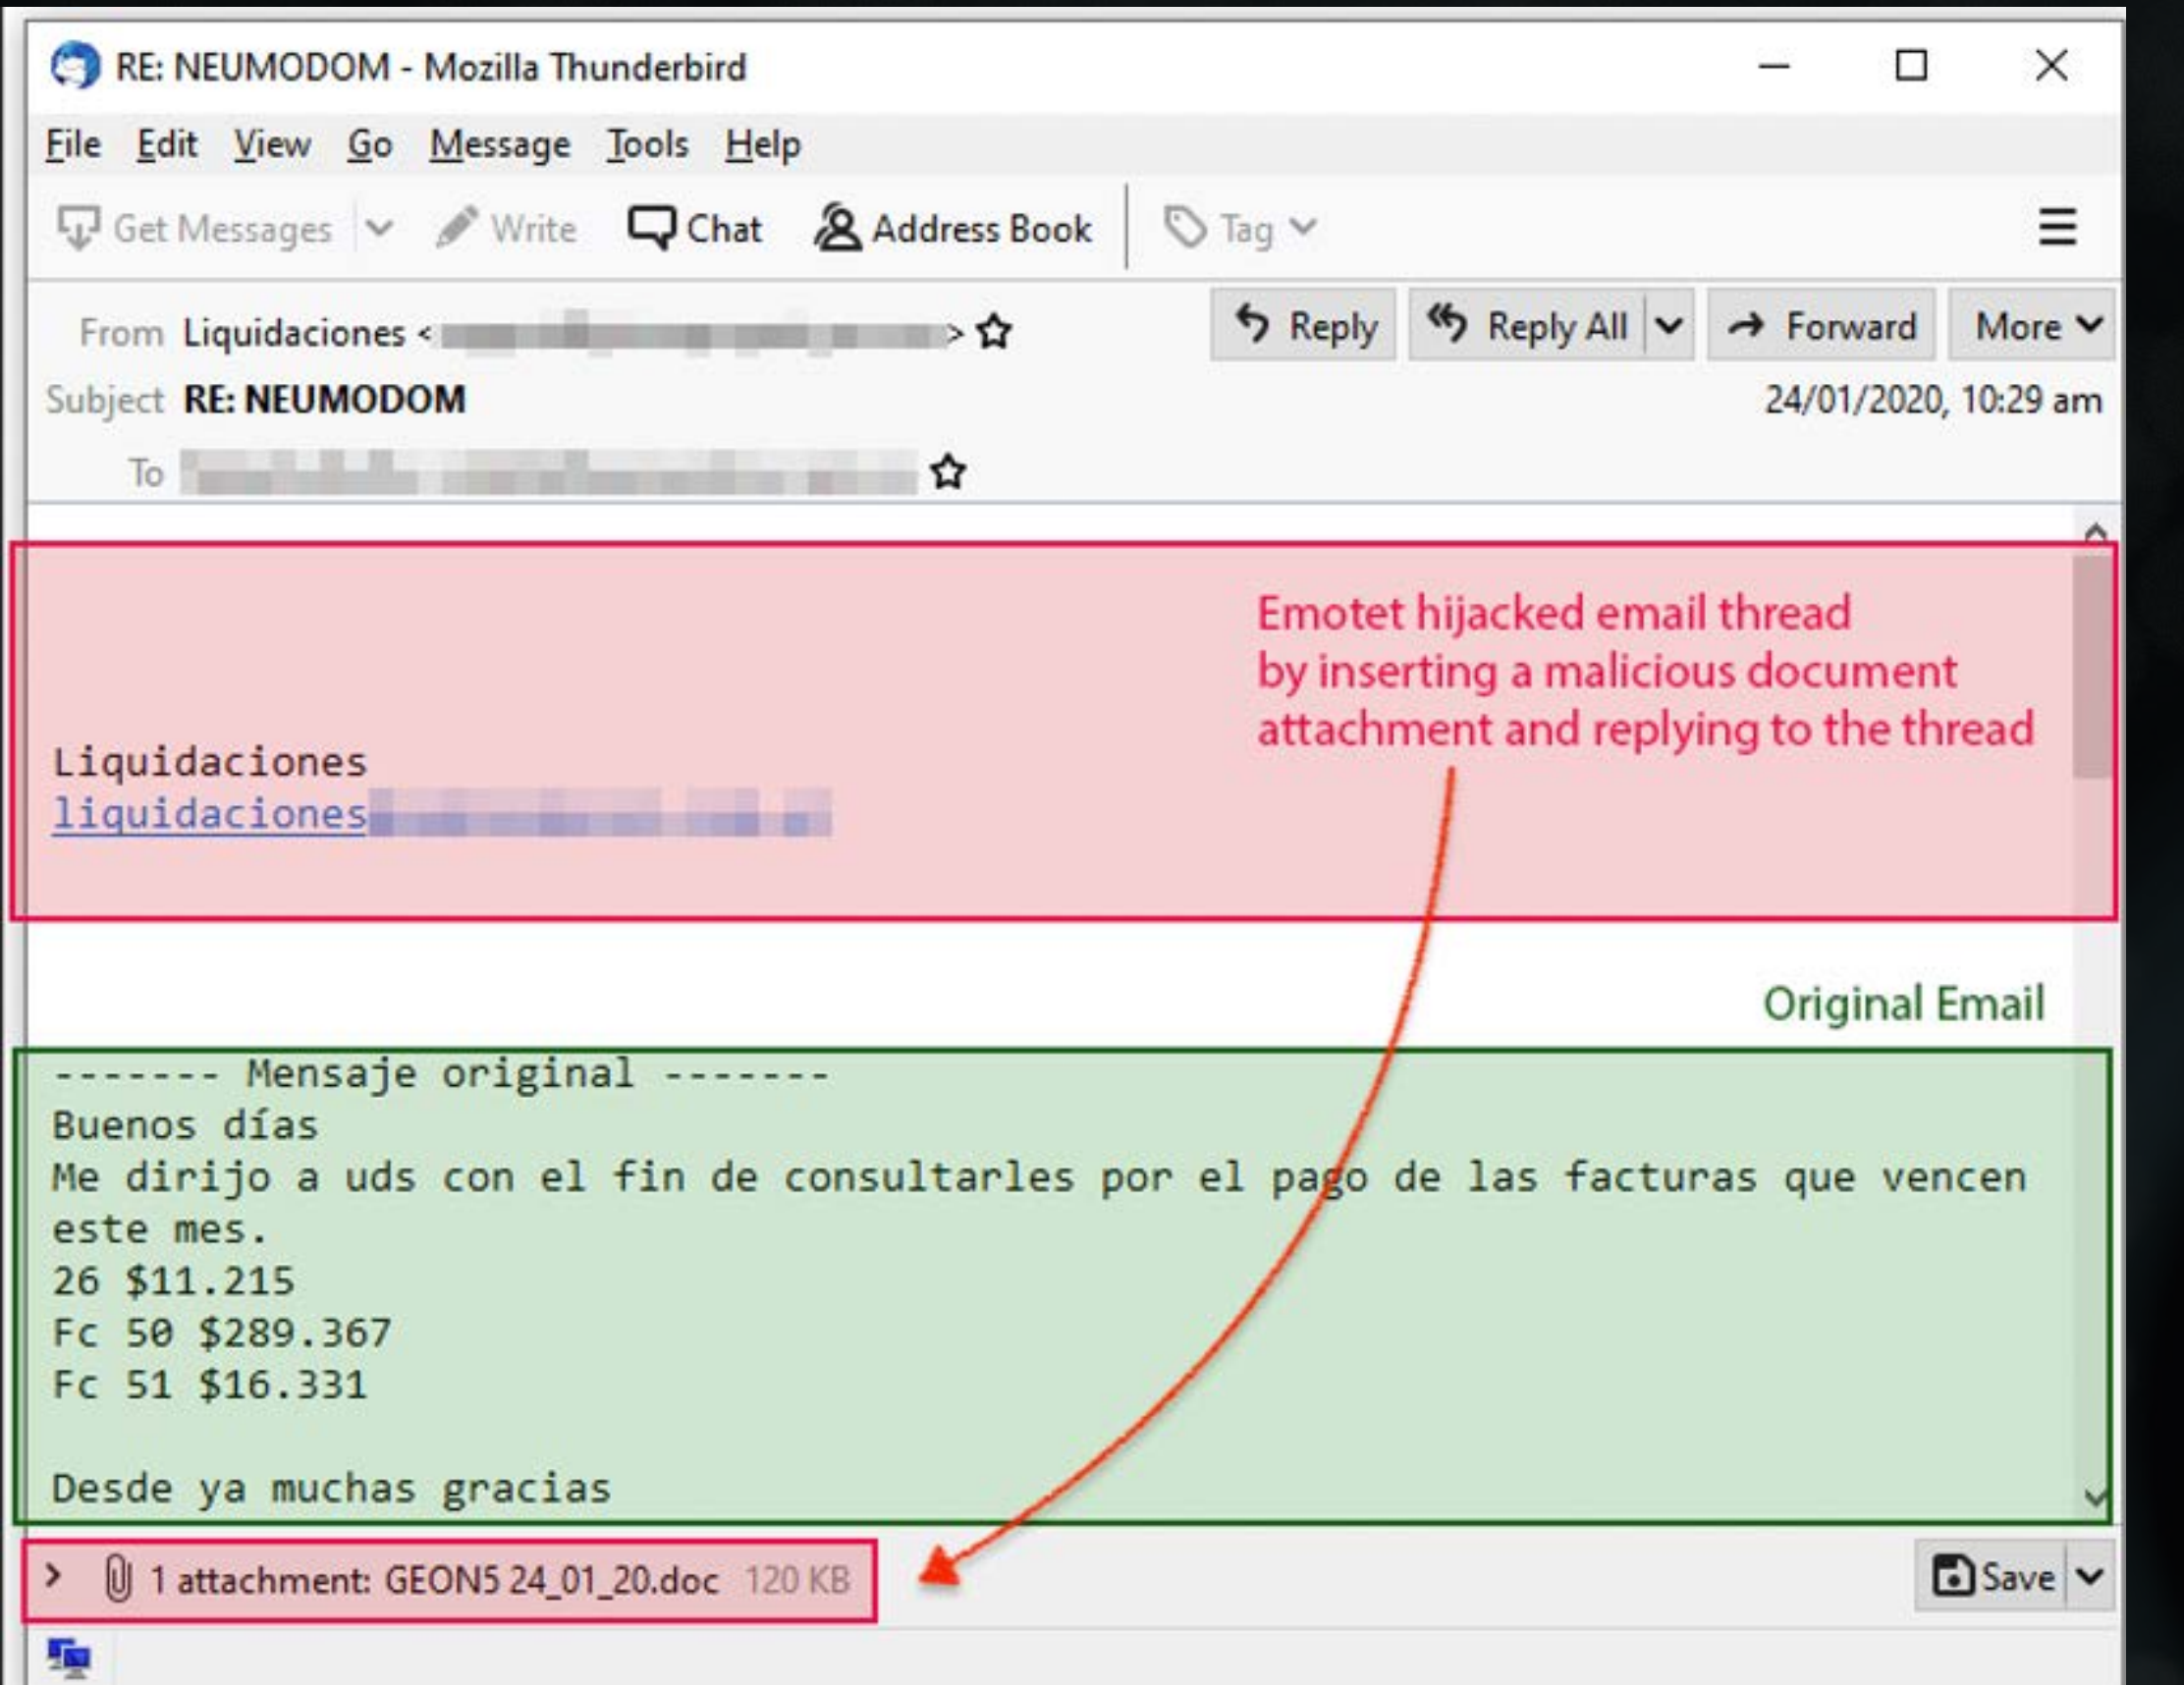 RE: NEUMODOM - Mozilla Thunderbird
File Edit View Go Message Tools Help
Get Messages Write Chat Address Book Tag
From Liquidaciones < > Reply Reply All Forward More
Subject RE: NEUMODOM 24/01/2020, 10:29 am
To
Emotet hijacked email thread
by inserting a malicious document
attachment and replying to the thread
Liquidaciones
liquidaciones
Original Email
------- Mensaje original -------
Buenos días
Me dirijo a uds con el fin de consultarles por el pago de las facturas que vencen
este mes.
26 $11.215
Fc 50 $289.367
Fc 51 $16.331
Desde ya muchas gracias
1 attachment: GEON5 24_01_20.doc 120 KB Save